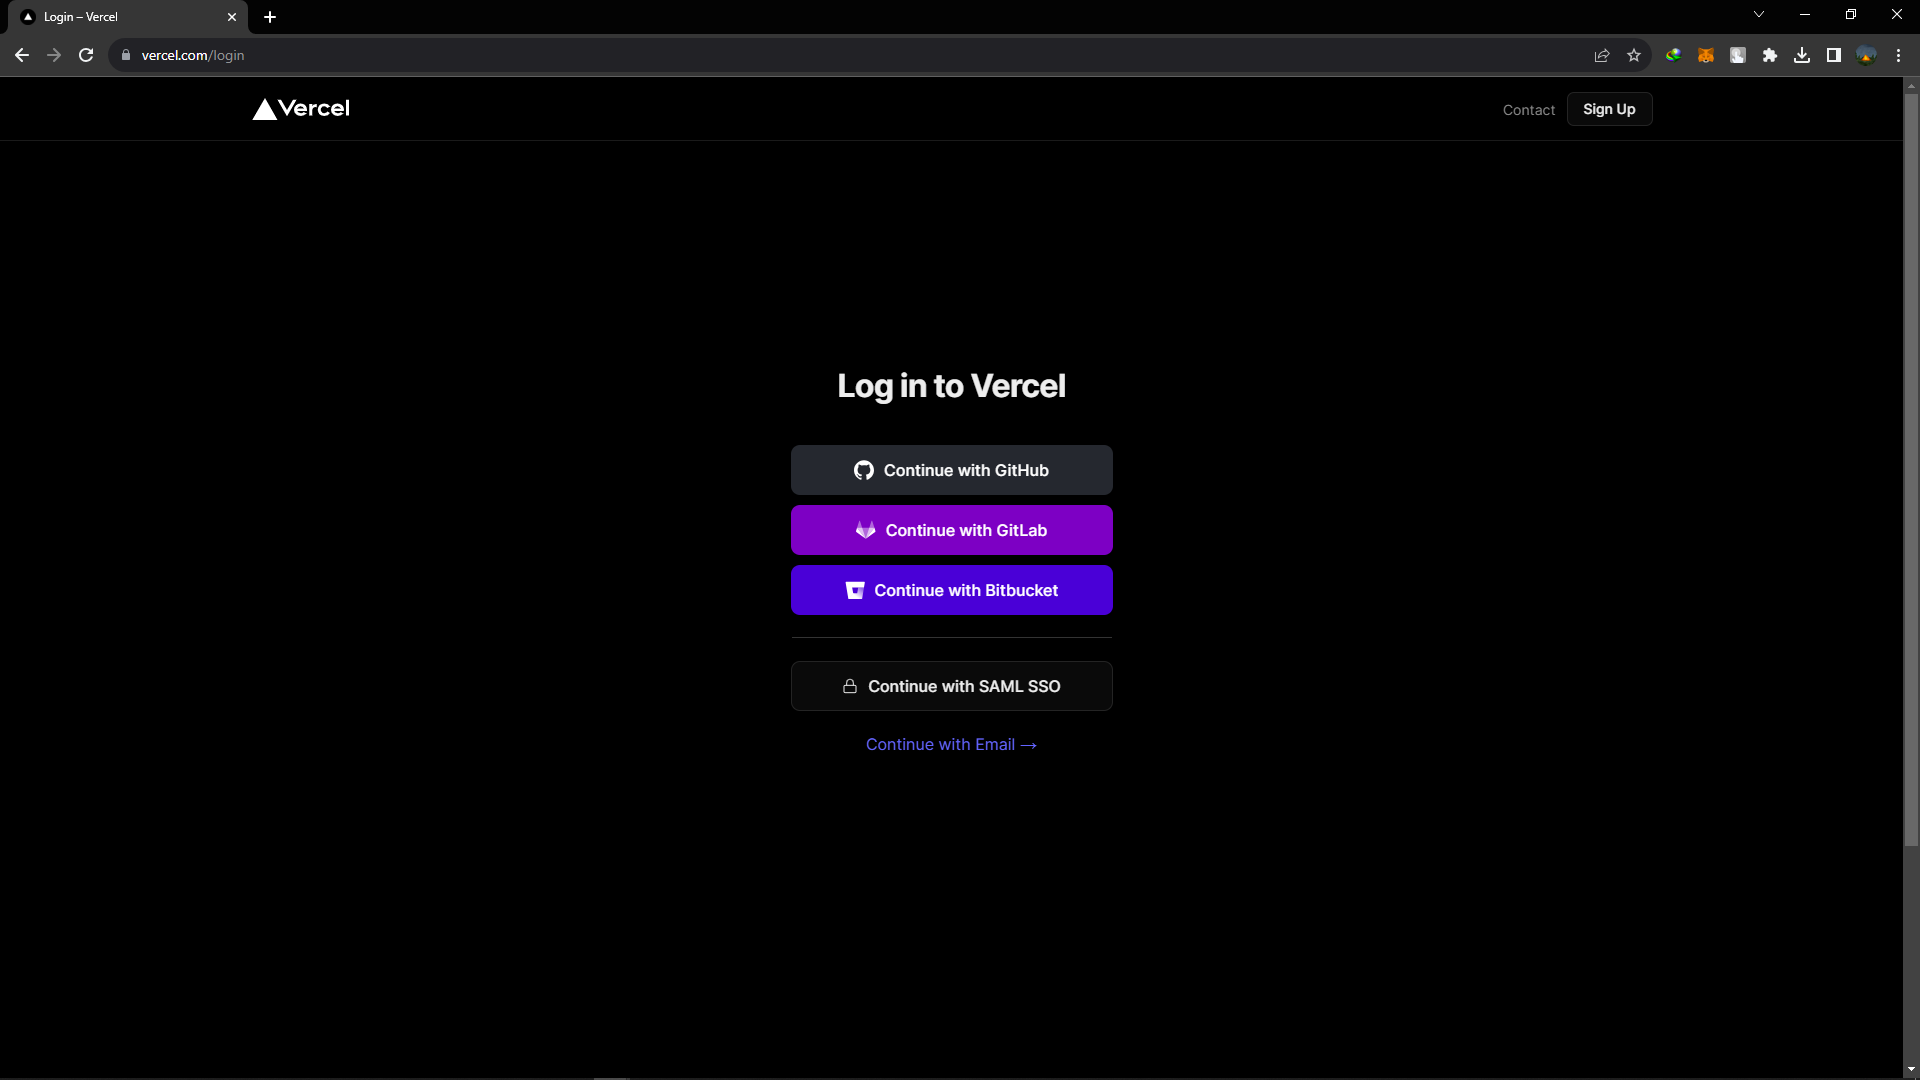 Login – Vercel
vercel.com/login
Vercel
Contact
Sign Up
Log in to Vercel
Continue with GitHub
Continue with GitLab
Continue with Bitbucket
Continue with SAML SSO
Continue with Email →